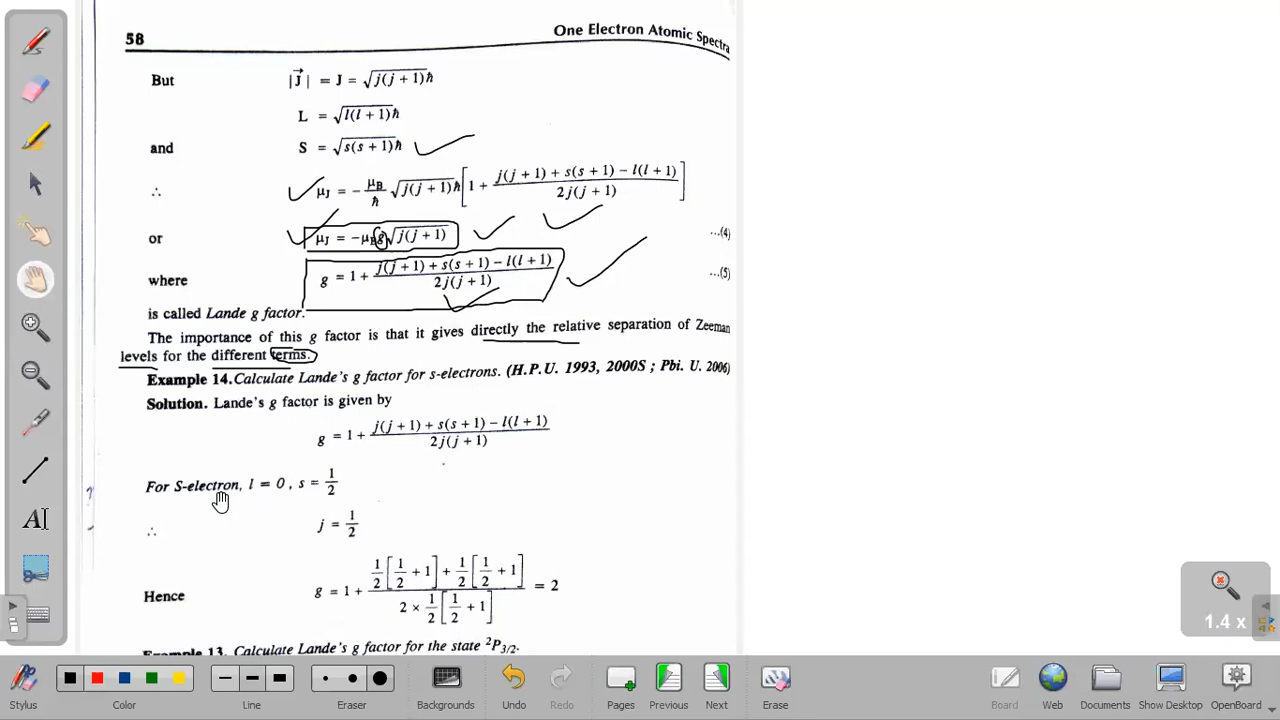 58
One Electron Atomic Spectra
But |J⃗| = J = √j(j + 1)ℏ
L = √l(l + 1)ℏ
and S = √s(s + 1)ℏ
∴ μJ = − μB/ℏ √j(j + 1)ℏ [1 + (j(j + 1) + s(s + 1) − l(l + 1))/(2j(j + 1))]
or μJ = −μB g√j(j + 1) ...(4)
where g = 1 + (j(j + 1) + s(s + 1) − l(l + 1))/(2j(j + 1)) ...(5)
is called Lande g factor.
The importance of this g factor is that it gives directly the relative separation of Zeeman
levels for the different terms.
Example 14. Calculate Lande's g factor for s-electrons. (H.P.U. 1993, 2000S ; Pbi. U. 2006)
Solution. Lande's g factor is given by
g = 1 + (j(j + 1) + s(s + 1) − l(l + 1))/(2j(j + 1))
For S-electron, l = 0 , s = 1/2
∴ j = 1/2
Hence g = 1 + (1/2[1/2 + 1] + 1/2[1/2 + 1])/(2 × 1/2[1/2 + 1]) = 2
Example 13. Calculate Lande's g factor for the state ²P3/2.
1.4 x
Stylus
Color
Line
Eraser
Backgrounds
Undo
Redo
Pages
Previous
Next
Erase
Board
Web
Documents
Show Desktop
OpenBoard